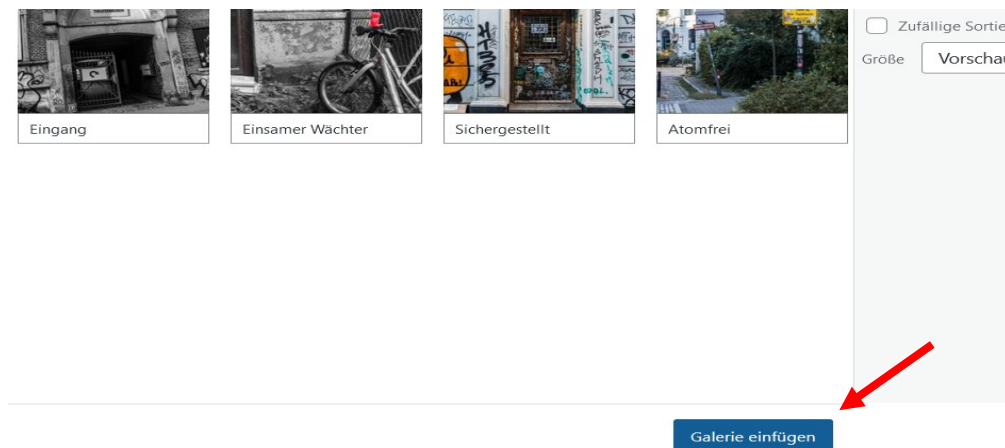 Zufällige Sortie
Größe Vorschau
Eingang
Einsamer Wächter
Sichergestellt
Atomfrei
Galerie einfügen